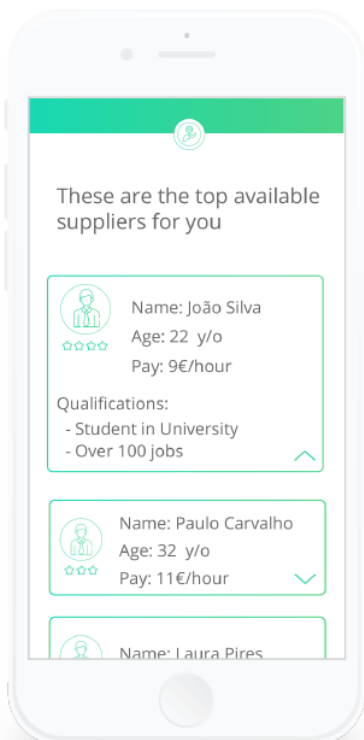 These are the top available
suppliers for you
Name: João Silva
Age: 22 y/o
Pay: 9€/hour
Qualifications:
- Student in University
- Over 100 jobs
Name: Paulo Carvalho
Age: 32 y/o
Pay: 11€/hour
Name: Laura Pires